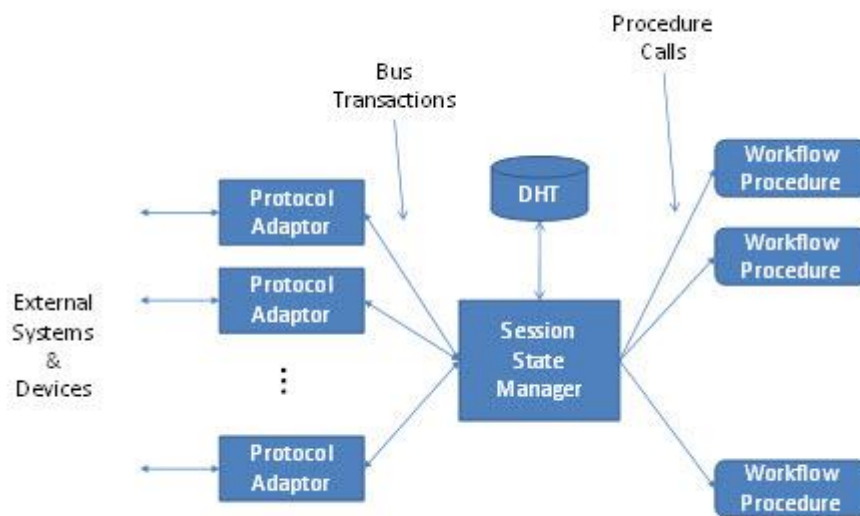 Procedure
Calls
Bus
Transactions
Workflow
Procedure
DHT
Protocol
Adaptor
Workflow
Procedure
Protocol
Adaptor
External
Systems
&
Devices
Session
State
Manager
Protocol
Adaptor
Workflow
Procedure